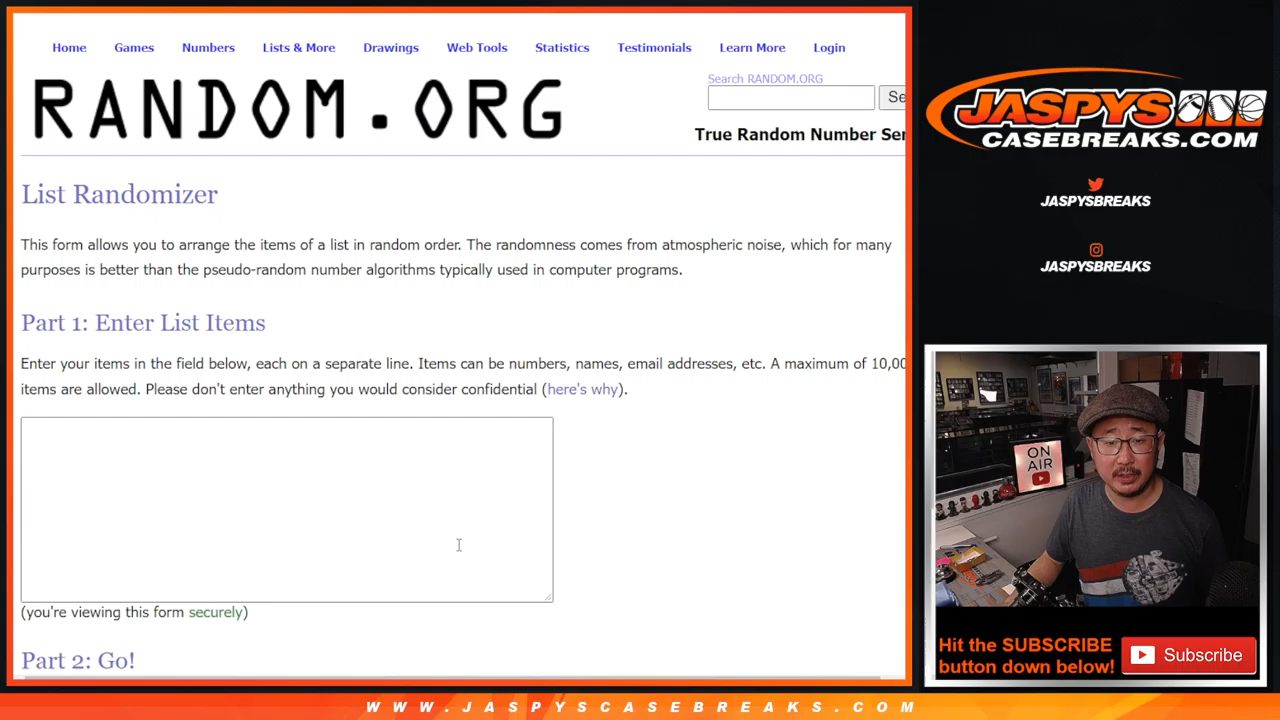 Home Games Numbers Lists & More Drawings Web Tools Statistics Testimonials Learn More Login
RANDOM.ORG
Search RANDOM.ORG
Se
True Random Number Ser
List Randomizer
This form allows you to arrange the items of a list in random order. The randomness comes from atmospheric noise, which for many
purposes is better than the pseudo-random number algorithms typically used in computer programs.
Part 1: Enter List Items
Enter your items in the field below, each on a separate line. Items can be numbers, names, email addresses, etc. A maximum of 10,00
items are allowed. Please don't enter anything you would consider confidential (here's why).
(you're viewing this form securely)
Part 2: Go!
JASPYS
CASEBREAKS.COM
JASPYSBREAKS
JASPYSBREAKS
ON
AIR
Hit the SUBSCRIBE
button down below!
Subscribe
WWW.JASPYSCASEBREAKS.COM